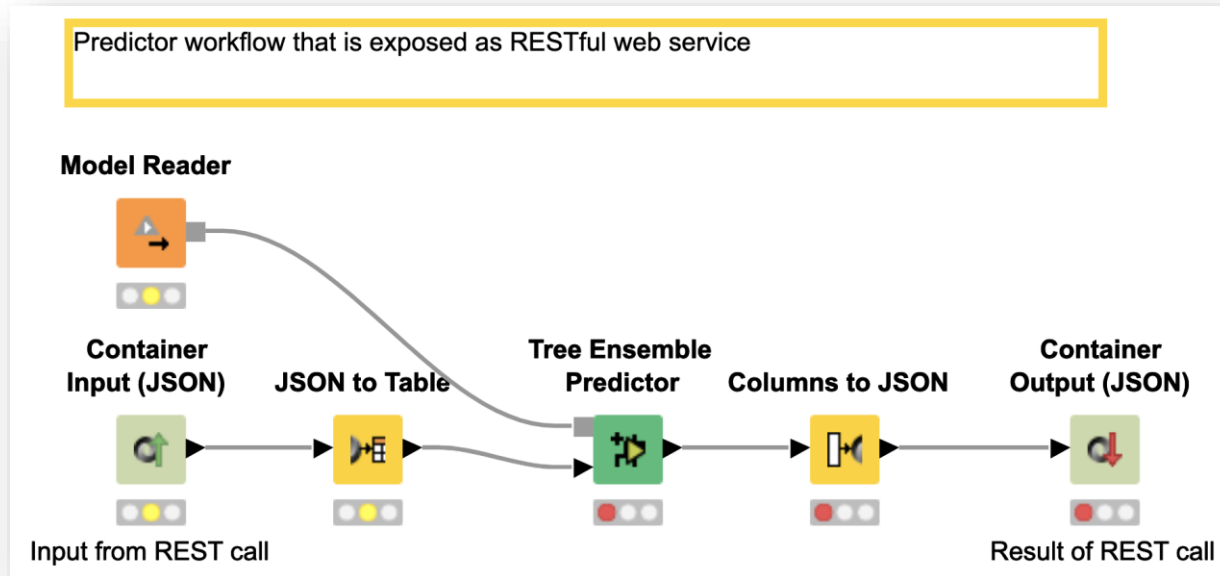 Predictor workflow that is exposed as RESTful web service
Model Reader
Container
Input (JSON)
JSON to Table
Tree Ensemble
Predictor
Columns to JSON
Container
Output (JSON)
Input from REST call
Result of REST call